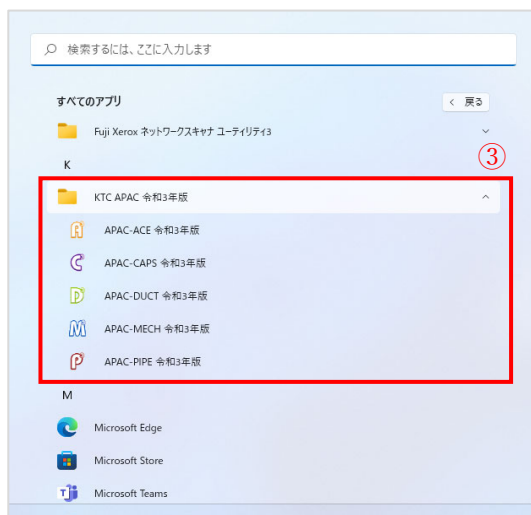 検索するには、ここに入力します
すべてのアプリ
< 戻る
Fuji Xerox ネットワークスキャナ ユーティリティ3
K
③
KTC APAC 令和3年版
APAC-ACE 令和3年版
APAC-CAPS 令和3年版
APAC-DUCT 令和3年版
APAC-MECH 令和3年版
APAC-PIPE 令和3年版
M
Microsoft Edge
Microsoft Store
Microsoft Teams